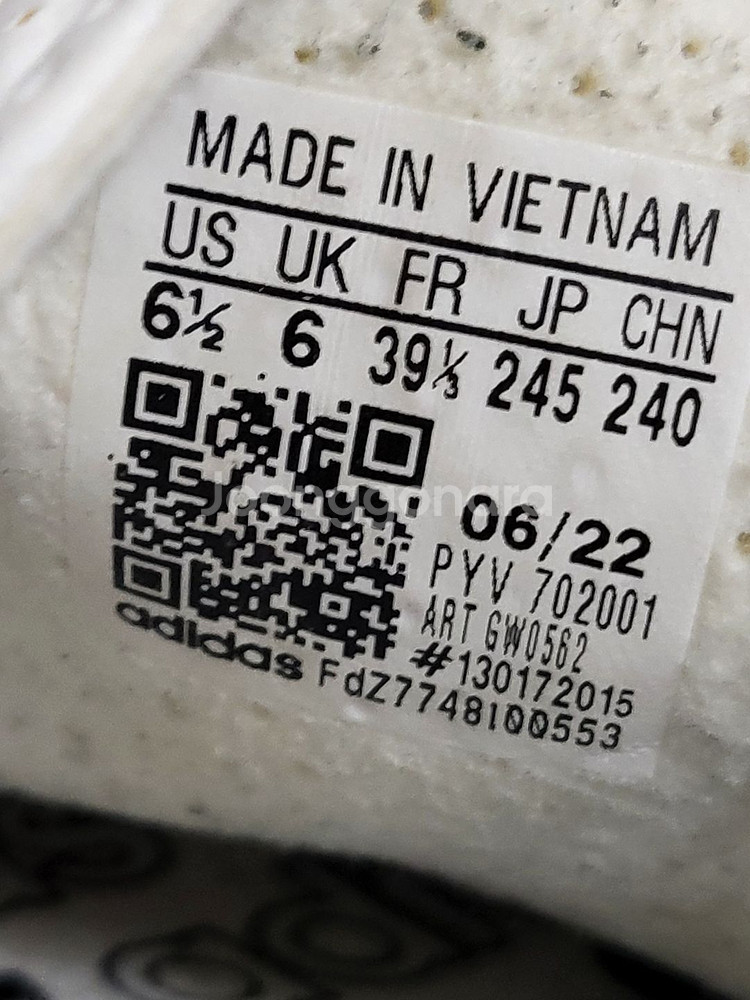 MADE IN VIETNAM
US UK FR JP CHN
6½ 6 39⅓ 245 240
Joonggonara
06/22
PYV 702001
ART GW0562
#130172015
adidas FdZ7748100553